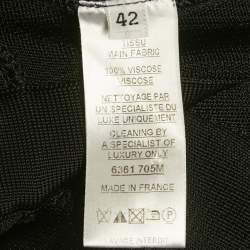 42
TISSU
MAIN FABRIC
100% VISCOSE
VISCOSE
NETTOYAGE PAR
UN SPECIALISTE DU
LUXE UNIQUEMENT
CLEANING BY
A SPECIALIST OF
LUXURY ONLY
6361 705M
MADE IN FRANCE
P